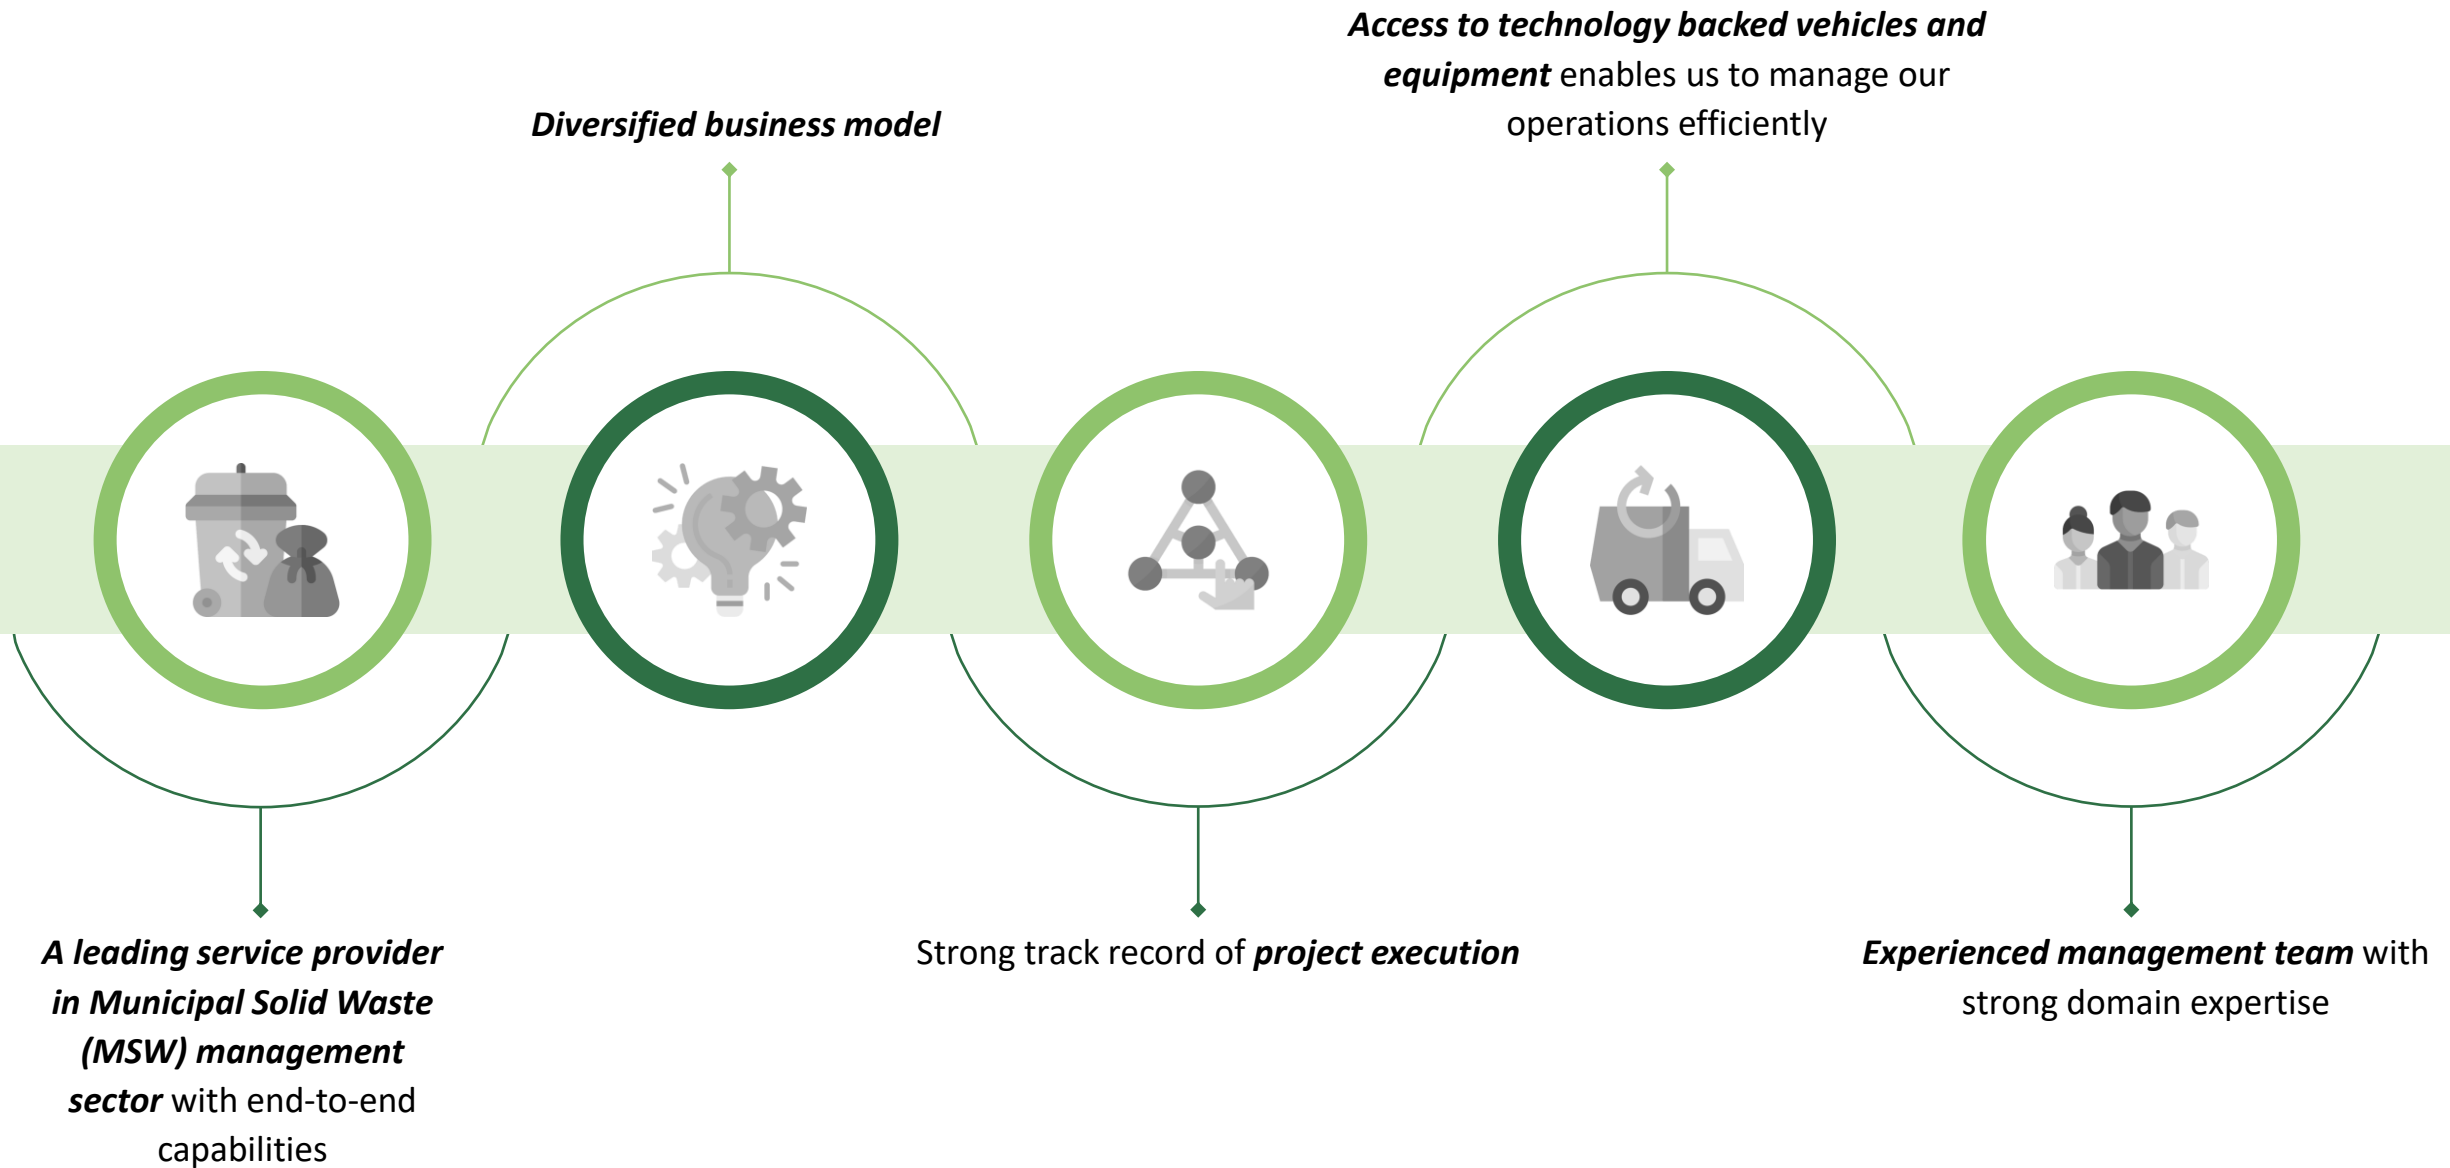 Access to technology backed vehicles and
equipment enables us to manage our
operations efficiently
Diversified business model
A leading service provider
in Municipal Solid Waste
(MSW) management
sector with end-to-end
capabilities
Strong track record of project execution
Experienced management team with
strong domain expertise